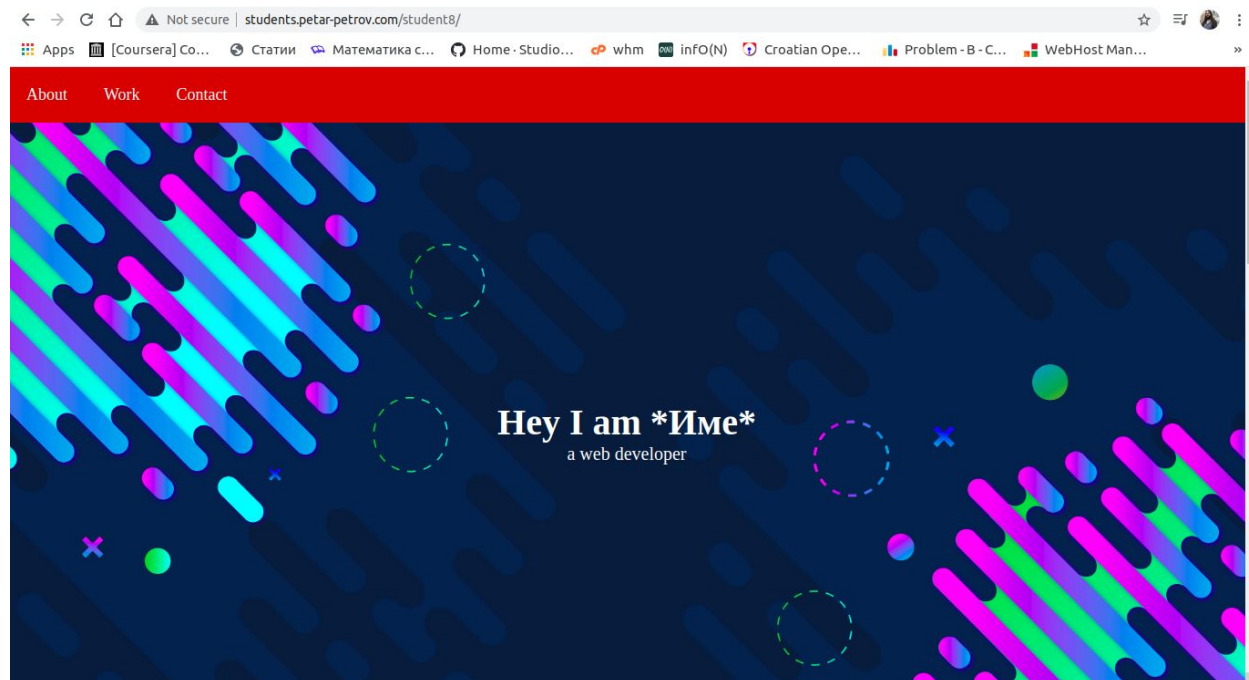 Not secure | students.petar-petrov.com/student8/
Apps [Coursera] Co... Статии Математика с... Home · Studio... whm infO(N) Croatian Ope... Problem - B - C... WebHost Man... »
About Work Contact
Hey I am *Име*
a web developer